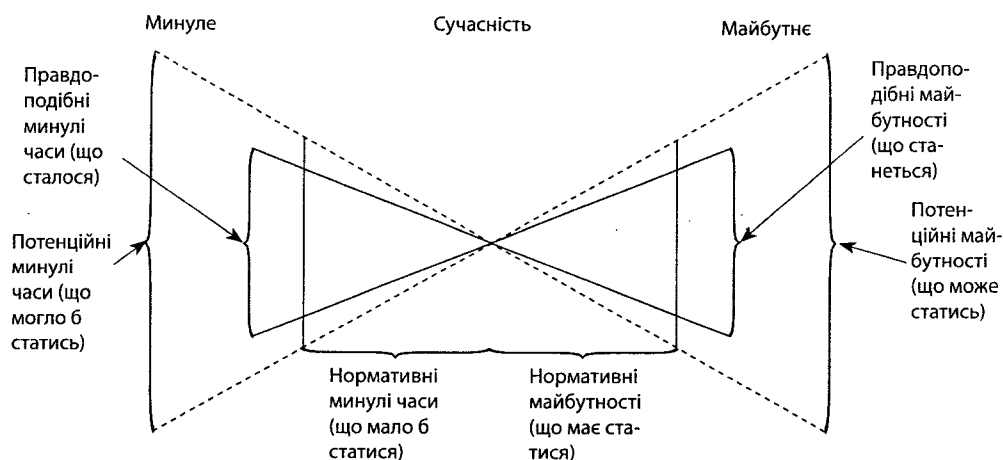 Минуле
Сучасність
Майбутнє
Правдо-
подібні
минулі
часи (що
сталося)
Потенційні
минулі
часи (що
могло б
статись)
Нормативні
минулі часи
(що мало б
статися)
Нормативні
майбутності
(що має ста-
тися)
Правдопо-
дібні май-
бутності
(що ста-
неться)
Потен-
ційні май-
бутності
(що може
статись)